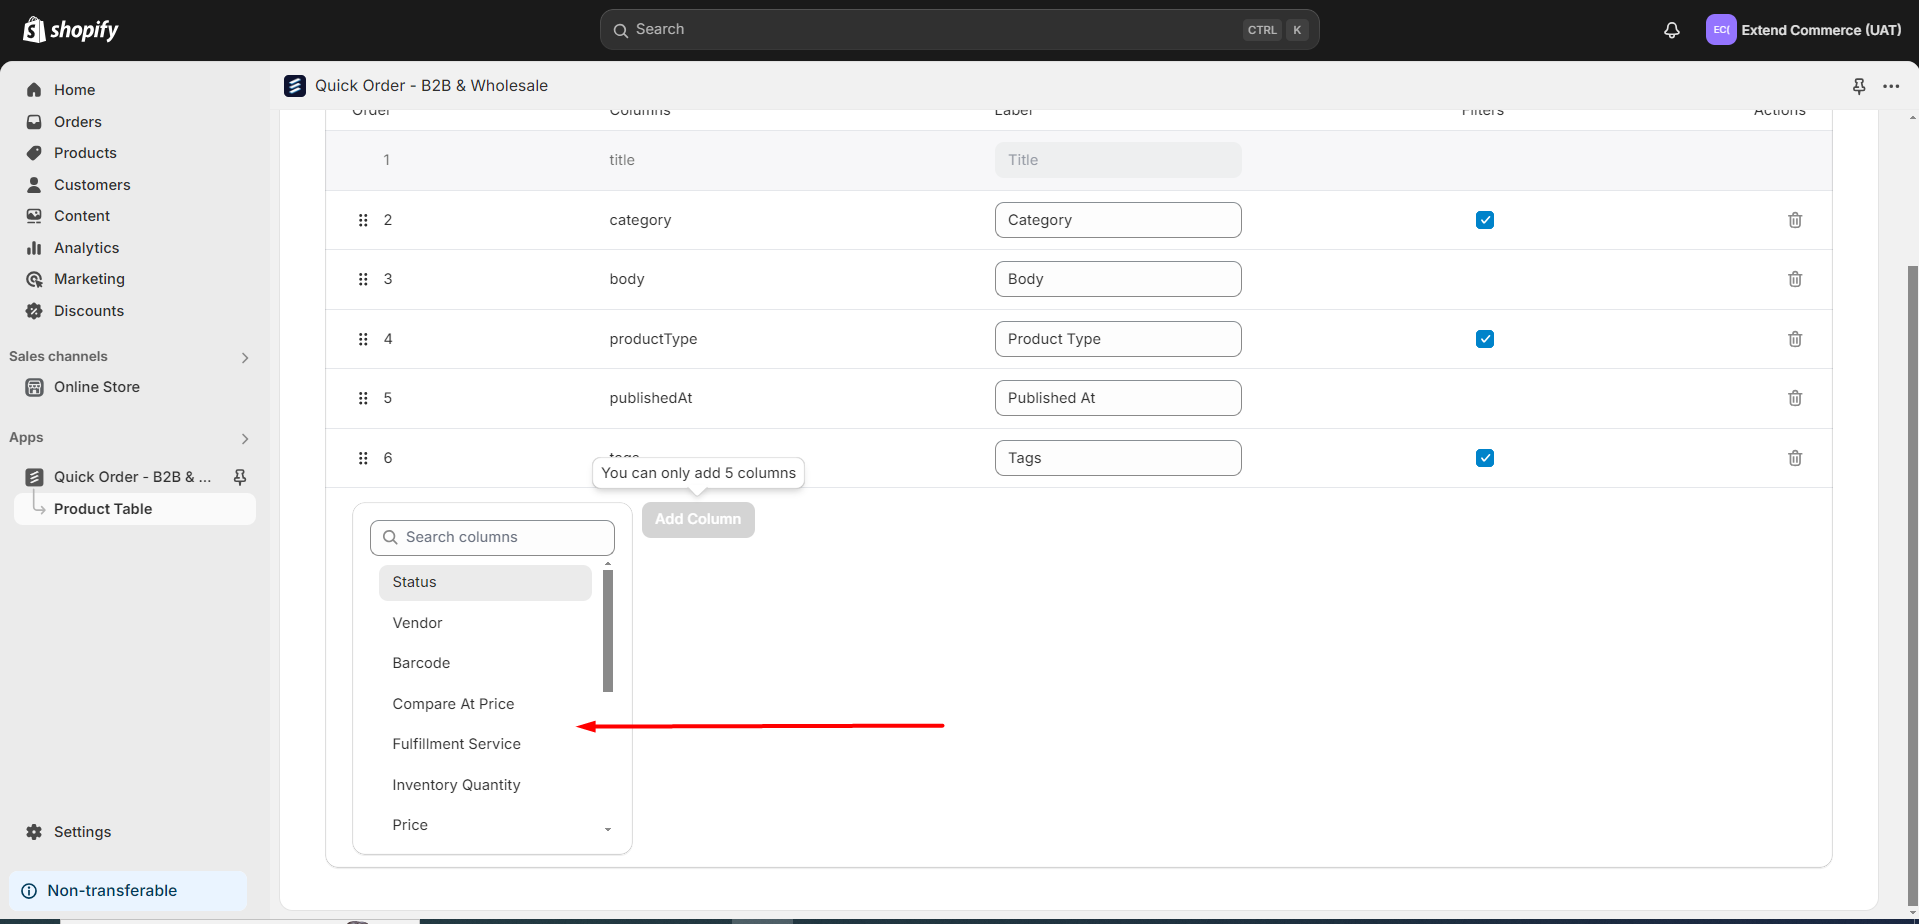 shopify
Search
CTRL K
EC(
Extend Commerce (UAT)
Home
Orders
Products
Customers
Content
Analytics
Marketing
Discounts
Sales channels
Online Store
Apps
Quick Order - B2B & ...
Product Table
Settings
Non-transferable
Quick Order - B2B & Wholesale
Order Columns Label Filters Actions
1 title Title
2 category Category
3 body Body
4 productType Product Type
5 publishedAt Published At
6 tags Tags
You can only add 5 columns
Add Column
Search columns
Status
Vendor
Barcode
Compare At Price
Fulfillment Service
Inventory Quantity
Price